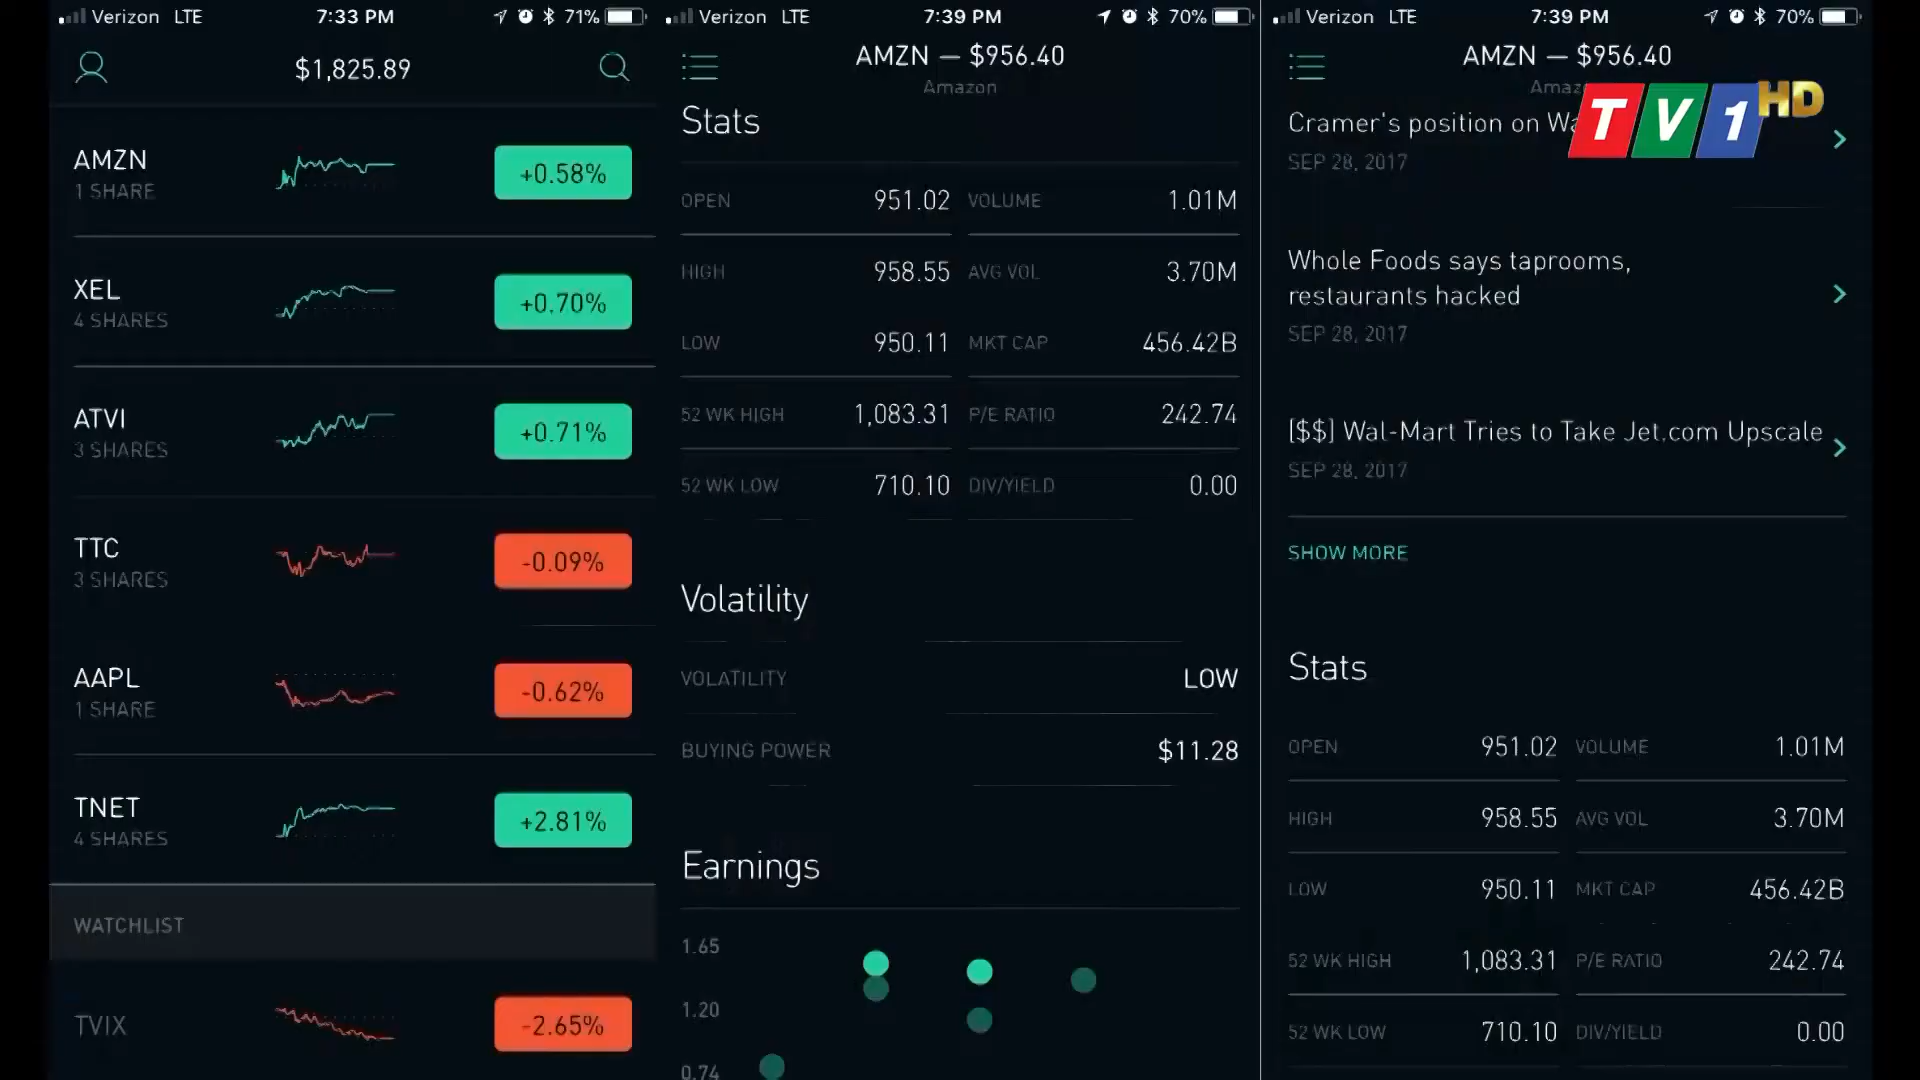 Verizon LTE 7:33 PM 71%
$1,825.89
AMZN
1 SHARE
+0.58%
XEL
4 SHARES
+0.70%
ATVI
3 SHARES
+0.71%
TTC
3 SHARES
-0.09%
AAPL
1 SHARE
-0.62%
TNET
4 SHARES
+2.81%
WATCHLIST
TVIX
-2.65%
Verizon LTE 7:39 PM 70%
AMZN — $956.40
Amazon
Stats
OPEN 951.02 VOLUME 1.01M
HIGH 958.55 AVG VOL 3.70M
LOW 950.11 MKT CAP 456.42B
52 WK HIGH 1,083.31 P/E RATIO 242.74
52 WK LOW 710.10 DIV/YIELD 0.00
Volatility
VOLATILITY LOW
BUYING POWER $11.28
Earnings
1.65
1.20
0.74
Verizon LTE 7:39 PM 70%
AMZN — $956.40
TV1 HD
Cramer's position on
SEP 28, 2017
Whole Foods says taprooms,
restaurants hacked
SEP 28, 2017
[$$] Wal-Mart Tries to Take Jet.com Upscale
SEP 28, 2017
SHOW MORE
Stats
OPEN 951.02 VOLUME 1.01M
HIGH 958.55 AVG VOL 3.70M
LOW 950.11 MKT CAP 456.42B
52 WK HIGH 1,083.31 P/E RATIO 242.74
52 WK LOW 710.10 DIV/YIELD 0.00